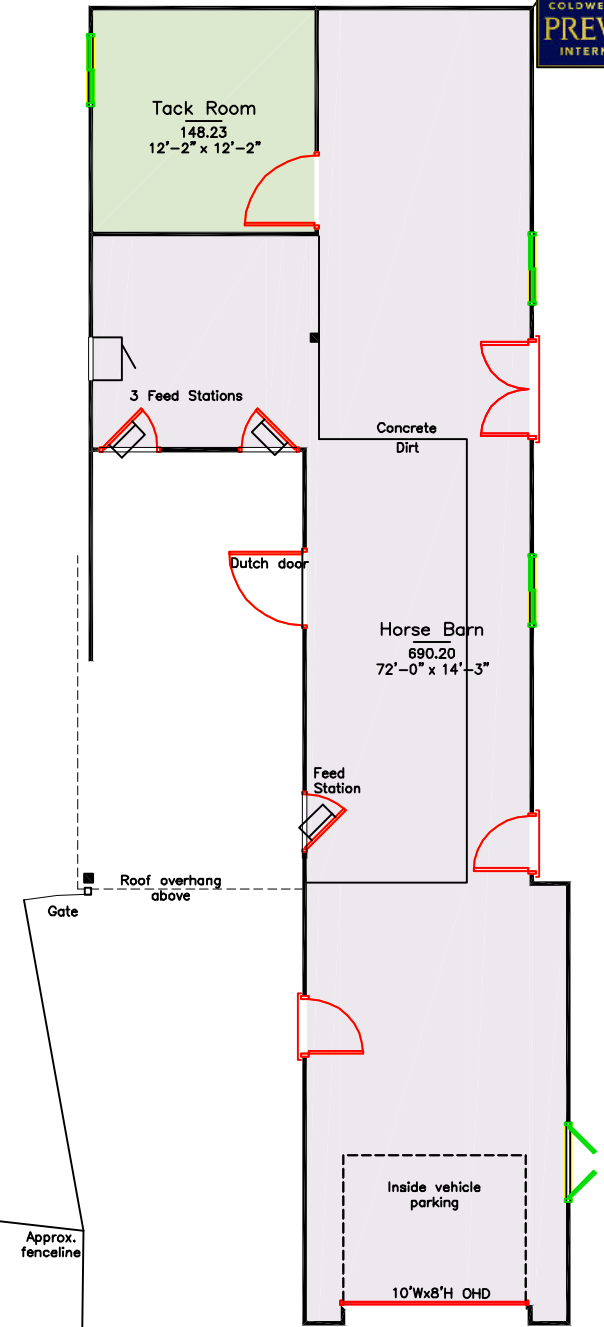 COLDWE
PREV
INTERN
Tack Room
148.23
12'-2" x 12'-2"
3 Feed Stations
Concrete
Dirt
Dutch door
Horse Barn
690.20
72'-0" x 14'-3"
Feed
Station
Roof overhang
above
Gate
Inside vehicle
parking
Approx.
fenceline
10'Wx8'H OHD